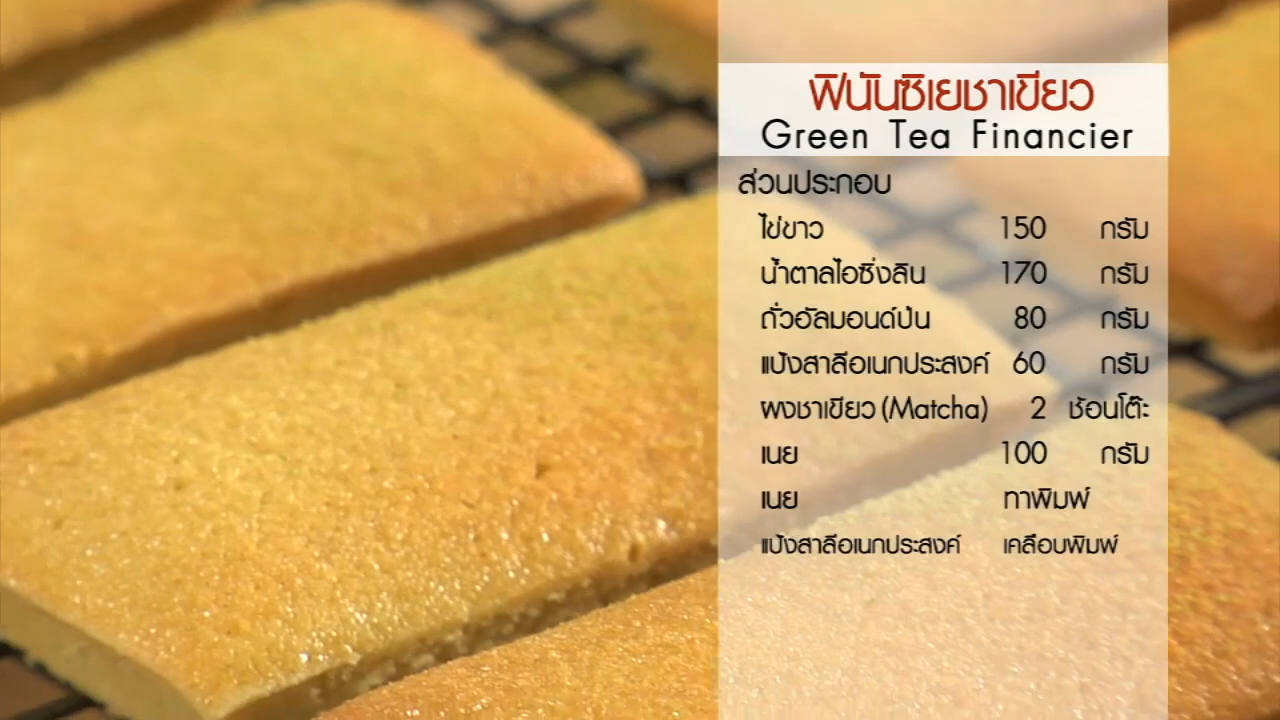 ฟินันซิเยชาเขียว
Green Tea Financier
ส่วนประกอบ
ไข่ขาว 150 กรัม
น้ำตาลไอซิ่งลิน 170 กรัม
ถั่วอัลมอนด์ป่น 80 กรัม
แป้งสาลีอเนกประสงค์ 60 กรัม
ผงชาเขียว (Matcha) 2 ช้อนโต๊ะ
เนย 100 กรัม
เนย ทาพิมพ์
แป้งสาลีอเนกประสงค์ เคลือบพิมพ์